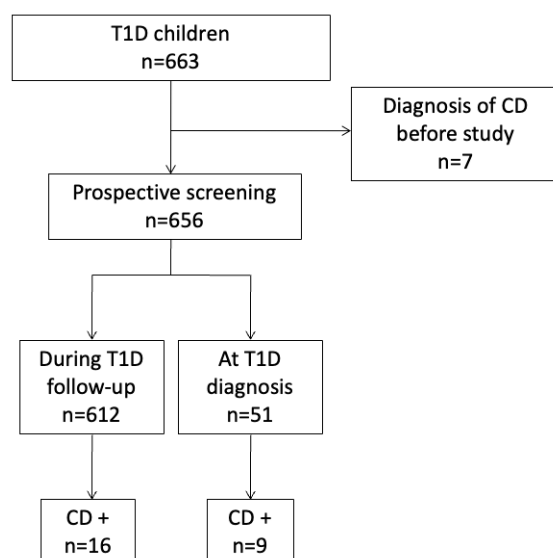 T1D children
n=663
Diagnosis of CD
before study
n=7
Prospective screening
n=656
During T1D
follow-up
n=612
At T1D
diagnosis
n=51
CD +
n=16
CD +
n=9